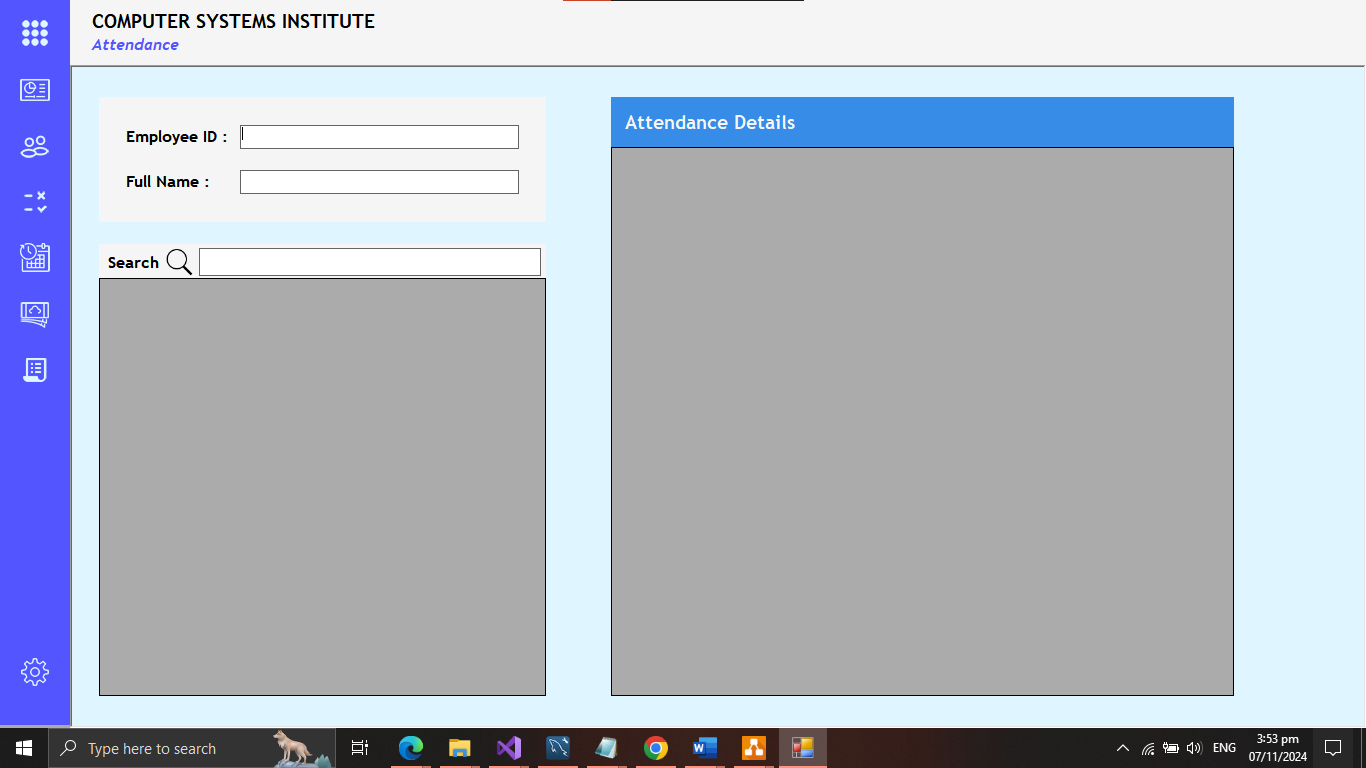 COMPUTER SYSTEMS INSTITUTE
Attendance
Employee ID :
Full Name :
Search
Attendance Details
Type here to search
ENG
3:53 pm
07/11/2024